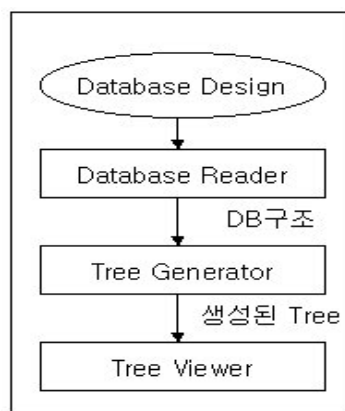 Database Design
Database Reader
DB구조
Tree Generator
생성된 Tree
Tree Viewer